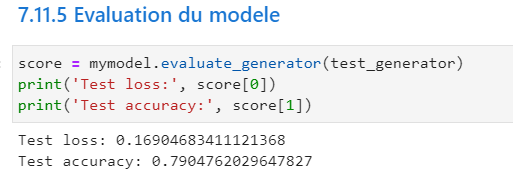 7.11.5 Evaluation du modele
score = mymodel.evaluate_generator(test_generator)
print('Test loss:', score[0])
print('Test accuracy:', score[1])
Test loss: 0.16904683411121368
Test accuracy: 0.7904762029647827